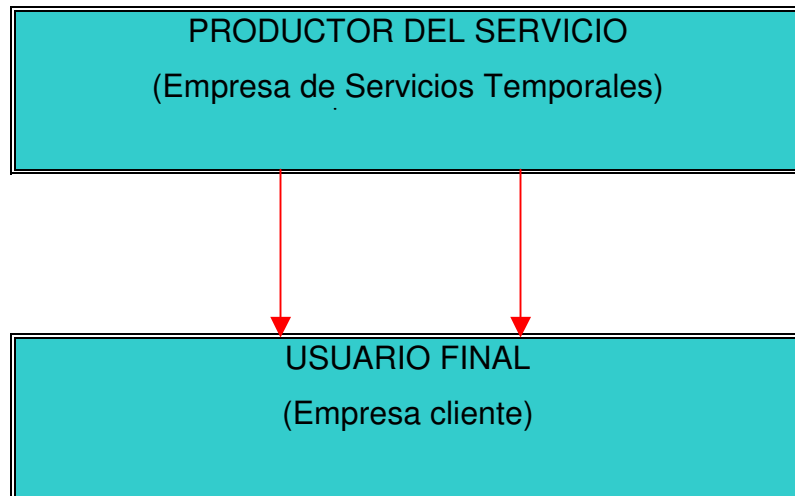 PRODUCTOR DEL SERVICIO
(Empresa de Servicios Temporales)
USUARIO FINAL
(Empresa cliente)